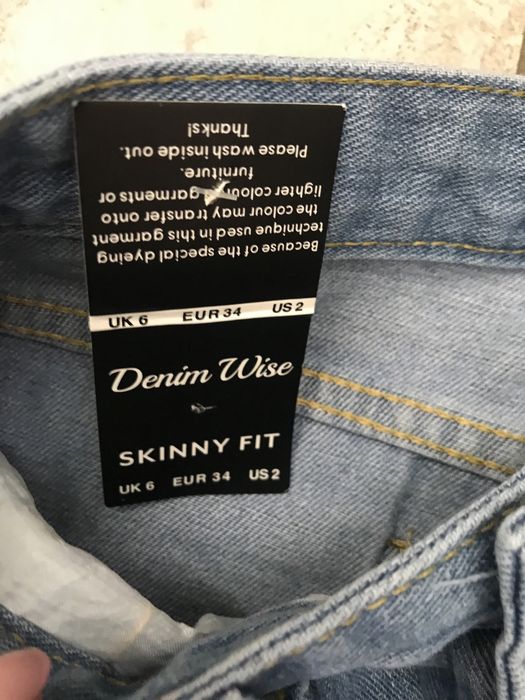 Because of the special dyeing
technique used in this garment
the colour may transfer onto
lighter colour garments or
furniture.
Please wash inside out.
Thanks!
UK 6 EUR 34 US 2
Denim Wise
SKINNY FIT
UK 6 EUR 34 US 2